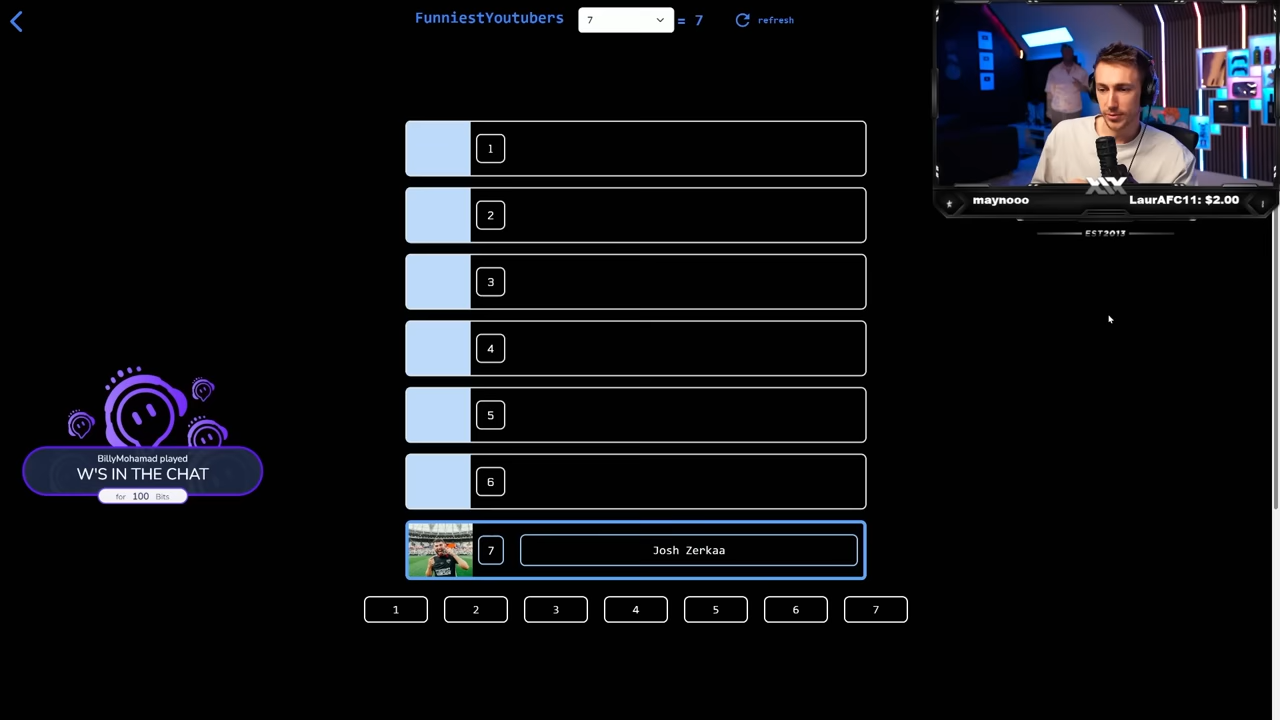 FunniestYoutubers
7
= 7
refresh
1
2
3
4
5
6
7
Josh Zerkaa
1
2
3
4
5
6
7
BillyMohamad played
W'S IN THE CHAT
for 100 Bits
maynooo
LaurAFC11: $2.00
XIX
EST2013